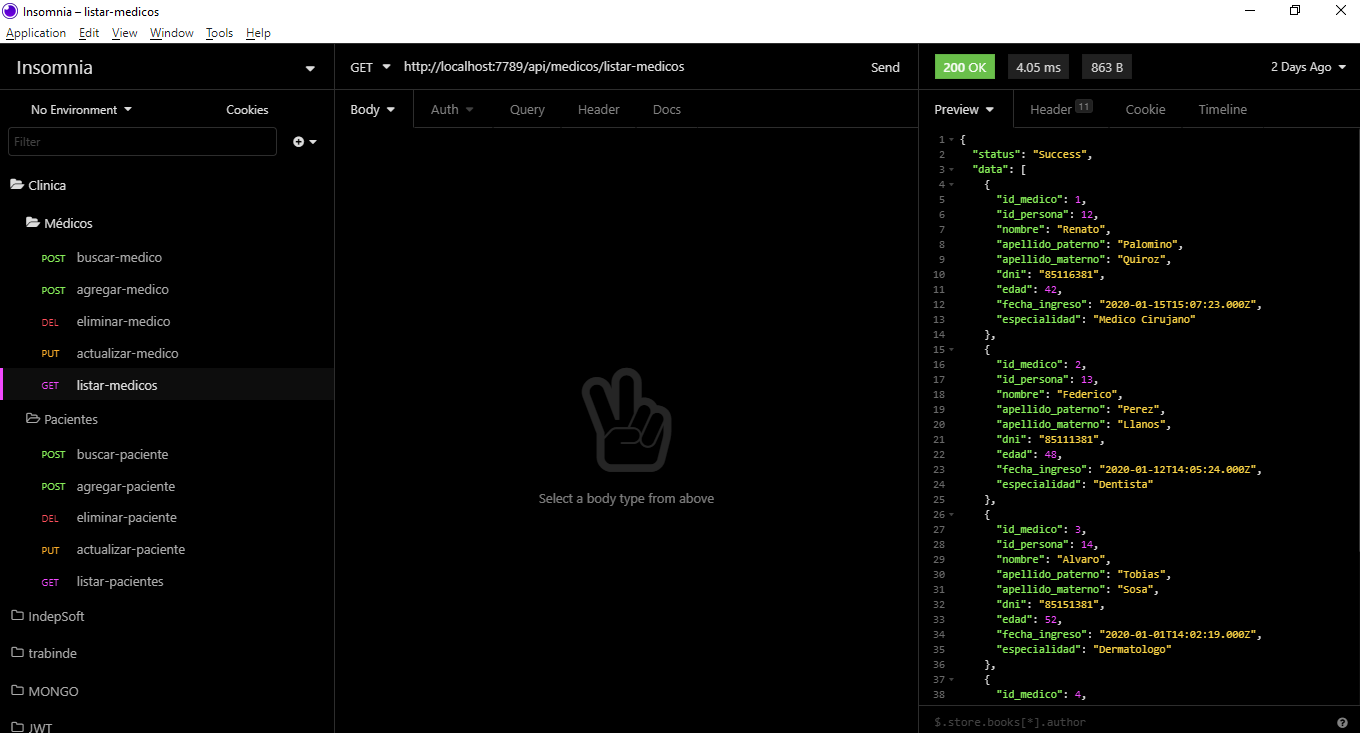 Insomnia – listar-medicos
Application Edit View Window Tools Help
Insomnia
No Environment Cookies
Filter
Clinica
Médicos
POST buscar-medico
POST agregar-medico
DEL eliminar-medico
PUT actualizar-medico
GET listar-medicos
Pacientes
POST buscar-paciente
POST agregar-paciente
DEL eliminar-paciente
PUT actualizar-paciente
GET listar-pacientes
IndepSoft
trabinde
MONGO
JWT
GET http://localhost:7789/api/medicos/listar-medicos Send
Body Auth Query Header Docs
Select a body type from above
200 OK 4.05 ms 863 B 2 Days Ago
Preview Header 11 Cookie Timeline
1 {
2 "status": "Success",
3 "data": [
4 {
5 "id_medico": 1,
6 "id_persona": 12,
7 "nombre": "Renato",
8 "apellido_paterno": "Palomino",
9 "apellido_materno": "Quiroz",
10 "dni": "85116381",
11 "edad": 42,
12 "fecha_ingreso": "2020-01-15T15:07:23.000Z",
13 "especialidad": "Medico Cirujano"
14 },
15 {
16 "id_medico": 2,
17 "id_persona": 13,
18 "nombre": "Federico",
19 "apellido_paterno": "Perez",
20 "apellido_materno": "Llanos",
21 "dni": "85111381",
22 "edad": 48,
23 "fecha_ingreso": "2020-01-12T14:05:24.000Z",
24 "especialidad": "Dentista"
25 },
26 {
27 "id_medico": 3,
28 "id_persona": 14,
29 "nombre": "Alvaro",
30 "apellido_paterno": "Tobias",
31 "apellido_materno": "Sosa",
32 "dni": "85151381",
33 "edad": 52,
34 "fecha_ingreso": "2020-01-01T14:02:19.000Z",
35 "especialidad": "Dermatologo"
36 },
37 {
38 "id_medico": 4,
$.store.books[*].author